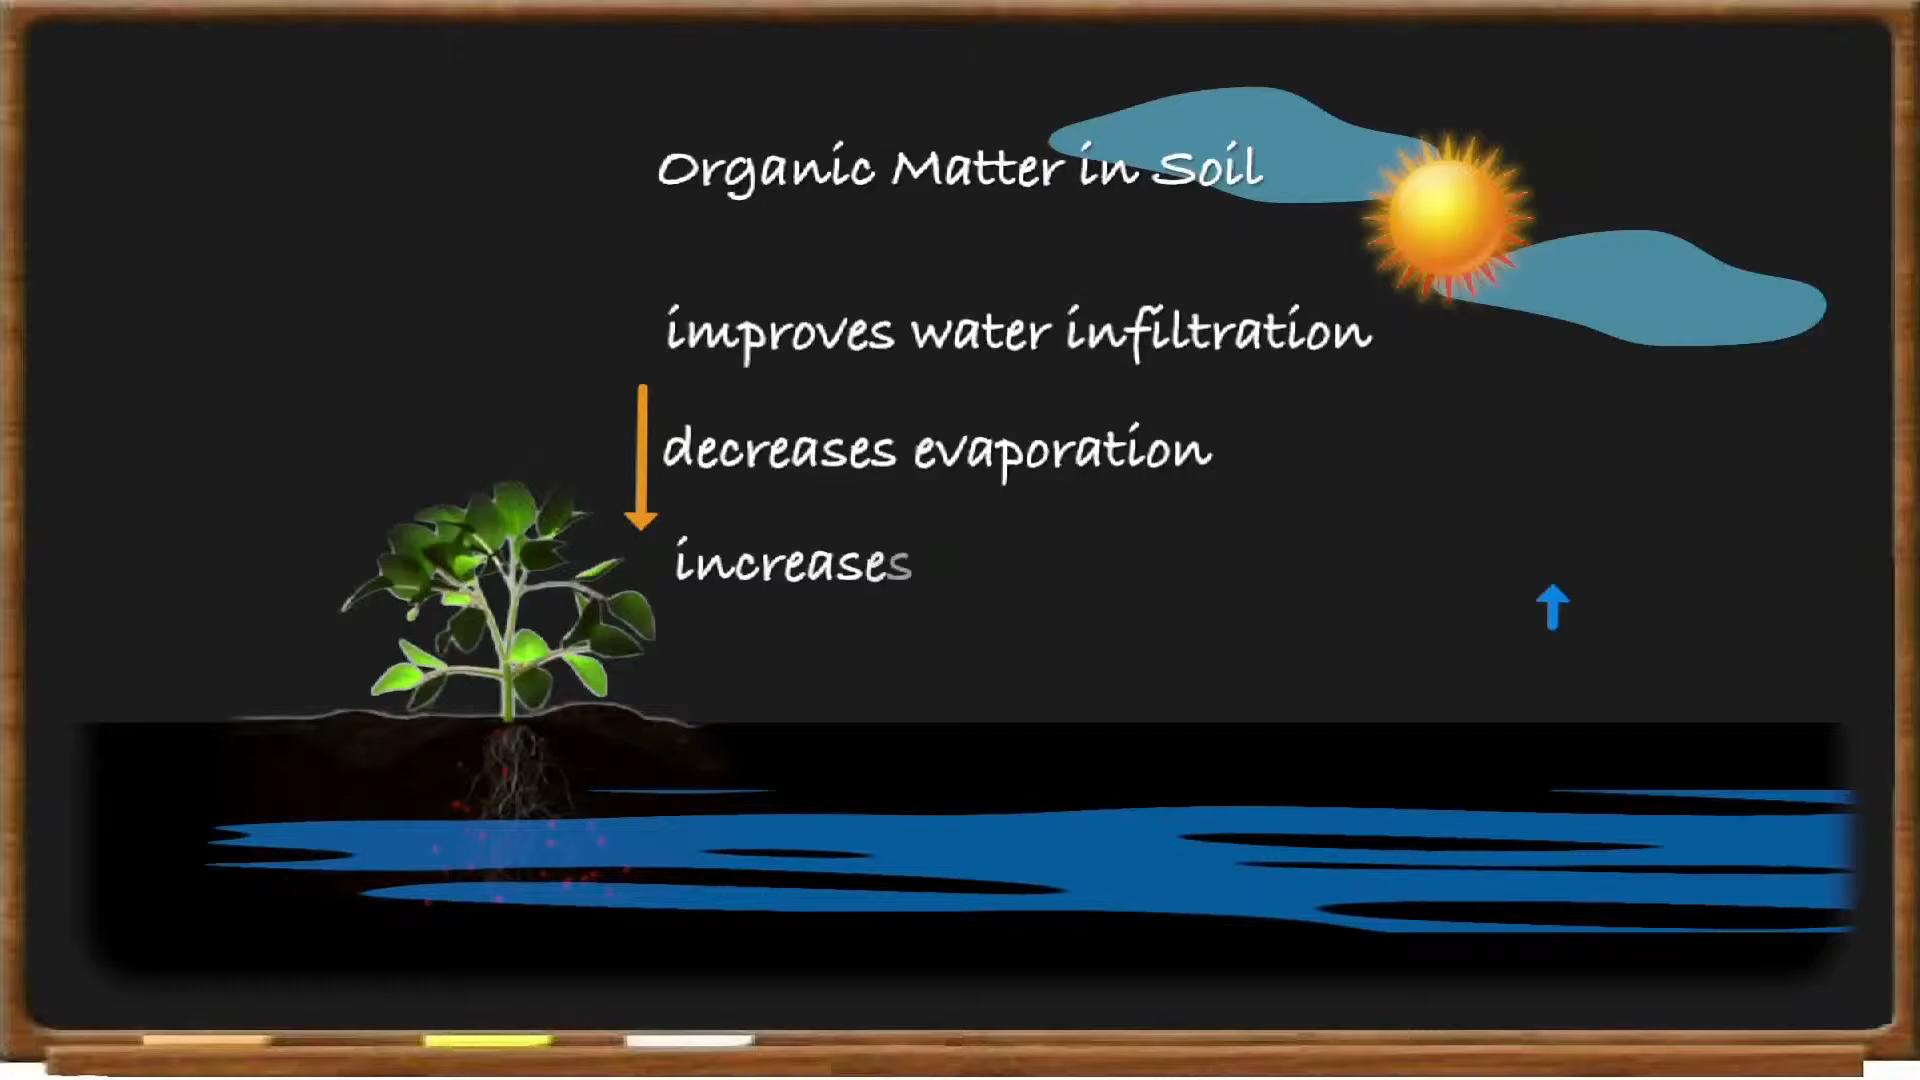 Organic Matter in Soil
improves water infiltration
decreases evaporation
increases